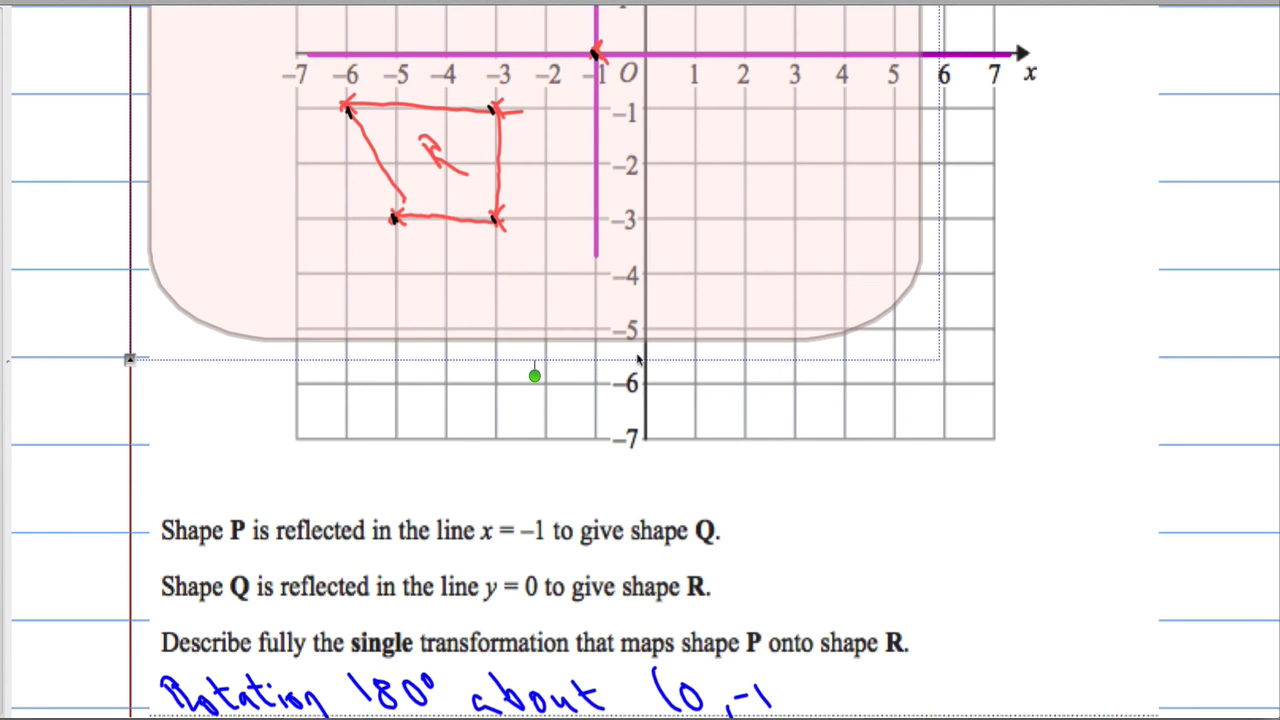 -7 -6 -5 -4 -3 -2 -1 O 1 2 3 4 5 6 7 x
-1
R
-2
-3
-4
-5
-6
-7
Shape P is reflected in the line x = -1 to give shape Q.
Shape Q is reflected in the line y = 0 to give shape R.
Describe fully the single transformation that maps shape P onto shape R.
Rotation 180° about (0,-1